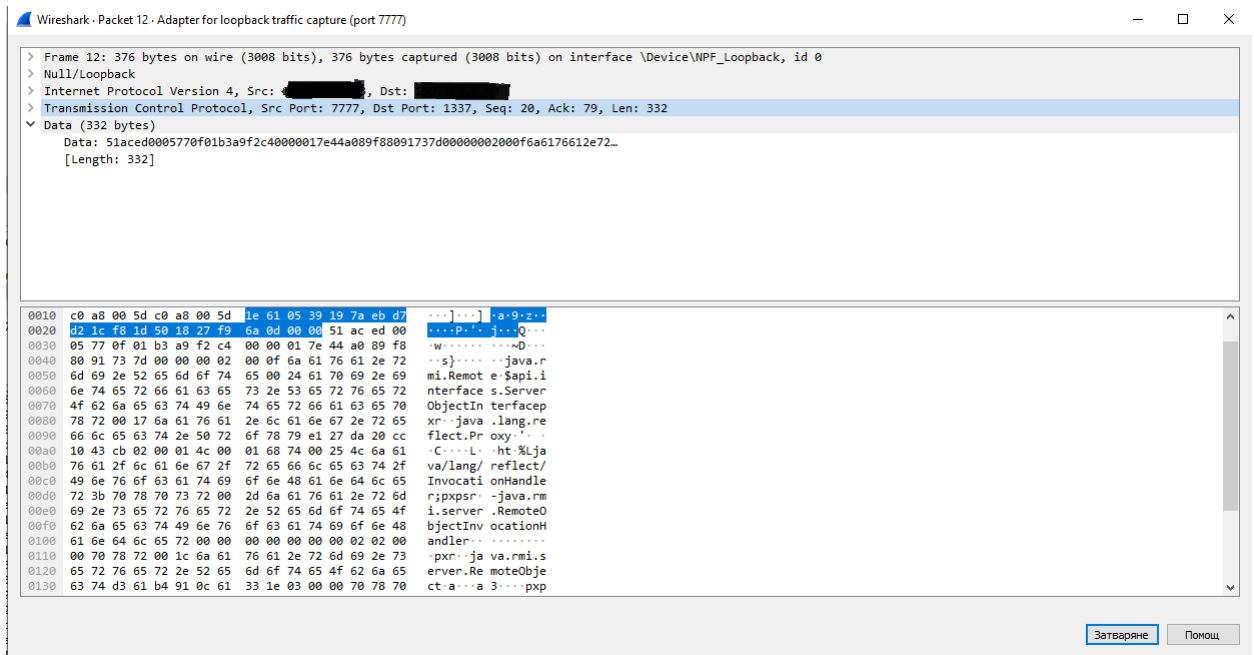 Wireshark · Packet 12 · Adapter for loopback traffic capture (port 7777)
Frame 12: 376 bytes on wire (3008 bits), 376 bytes captured (3008 bits) on interface \Device\NPF_Loopback, id 0
Null/Loopback
Internet Protocol Version 4, Src: , Dst:
Transmission Control Protocol, Src Port: 7777, Dst Port: 1337, Seq: 20, Ack: 79, Len: 332
Data (332 bytes)
Data: 51aced0005770f01b3a9f2c40000017e44a089f88091737d00000002000f6a6176612e72…
[Length: 332]
0010 c0 a8 00 5d c0 a8 00 5d 1e 61 05 39 19 7a eb d7 ···]···] ·a·9·z··
0020 d2 1c f8 1d 50 18 27 f9 6a 0d 00 00 51 ac ed 00 ····P·'· j···Q···
0030 05 77 0f 01 b3 a9 f2 c4 00 00 01 7e 44 a0 89 f8 ·w······ ···~D···
0040 80 91 73 7d 00 00 00 02 00 0f 6a 61 76 61 2e 72 ··s}···· ··java.r
0050 6d 69 2e 52 65 6d 6f 74 65 00 24 61 70 69 2e 69 mi.Remot e·$api.i
0060 6e 74 65 72 66 61 63 65 73 2e 53 65 72 76 65 72 nterface s.Server
0070 4f 62 6a 65 63 74 49 6e 74 65 72 66 61 63 65 70 ObjectIn terfacep
0080 78 72 00 17 6a 61 76 61 2e 6c 61 6e 67 2e 72 65 xr··java .lang.re
0090 66 6c 65 63 74 2e 50 72 6f 78 79 e1 27 da 20 cc flect.Pr oxy·'· ·
00a0 10 43 cb 02 00 01 4c 00 01 68 74 00 25 4c 6a 61 ·C····L· ·ht·%Lja
00b0 76 61 2f 6c 61 6e 67 2f 72 65 66 6c 65 63 74 2f va/lang/ reflect/
00c0 49 6e 76 6f 63 61 74 69 6f 6e 48 61 6e 64 6c 65 Invocati onHandle
00d0 72 3b 70 78 70 73 72 00 2d 6a 61 76 61 2e 72 6d r;pxpsr· -java.rm
00e0 69 2e 73 65 72 76 65 72 2e 52 65 6d 6f 74 65 4f i.server .RemoteO
00f0 62 6a 65 63 74 49 6e 76 6f 63 61 74 69 6f 6e 48 bjectInv ocationH
0100 61 6e 64 6c 65 72 00 00 00 00 00 00 00 02 02 00 andler·· ········
0110 00 70 78 72 00 1c 6a 61 76 61 2e 72 6d 69 2e 73 ·pxr··ja va.rmi.s
0120 65 72 76 65 72 2e 52 65 6d 6f 74 65 4f 62 6a 65 erver.Re moteObje
0130 63 74 d3 61 b4 91 0c 61 33 1e 03 00 00 70 78 70 ct·a···a 3····pxp
Затваряне Помощ